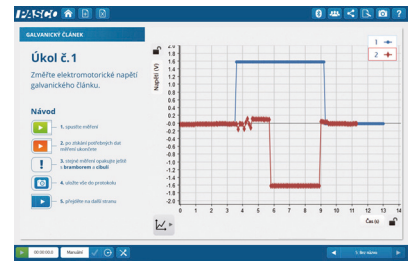 PASCO
GALVANICKÝ ČLÁNEK
Úkol č.1
Změřte elektromotorické napětí
galvanického článku.
Návod
1. spusťte měření
2. po získání potřebných dat
měření ukončete
3. stejné měření opakujte ještě
s bramborem a cibulí
4. uložte vše do protokolu
5. přejděte na další stranu
Napětí (V)
2.0
1.8
1.6
1.4
1.2
1.0
0.8
0.6
0.4
0.2
-0.0
-0.2
-0.4
-0.6
-0.8
-1.0
-1.2
-1.4
-1.6
-1.8
-2.0
0 1 2 3 4 5 6 7 8 9 10 11 12 13 14
Čas (s)
1
2
00:00:00.0
Manuální
3: Bez názvu